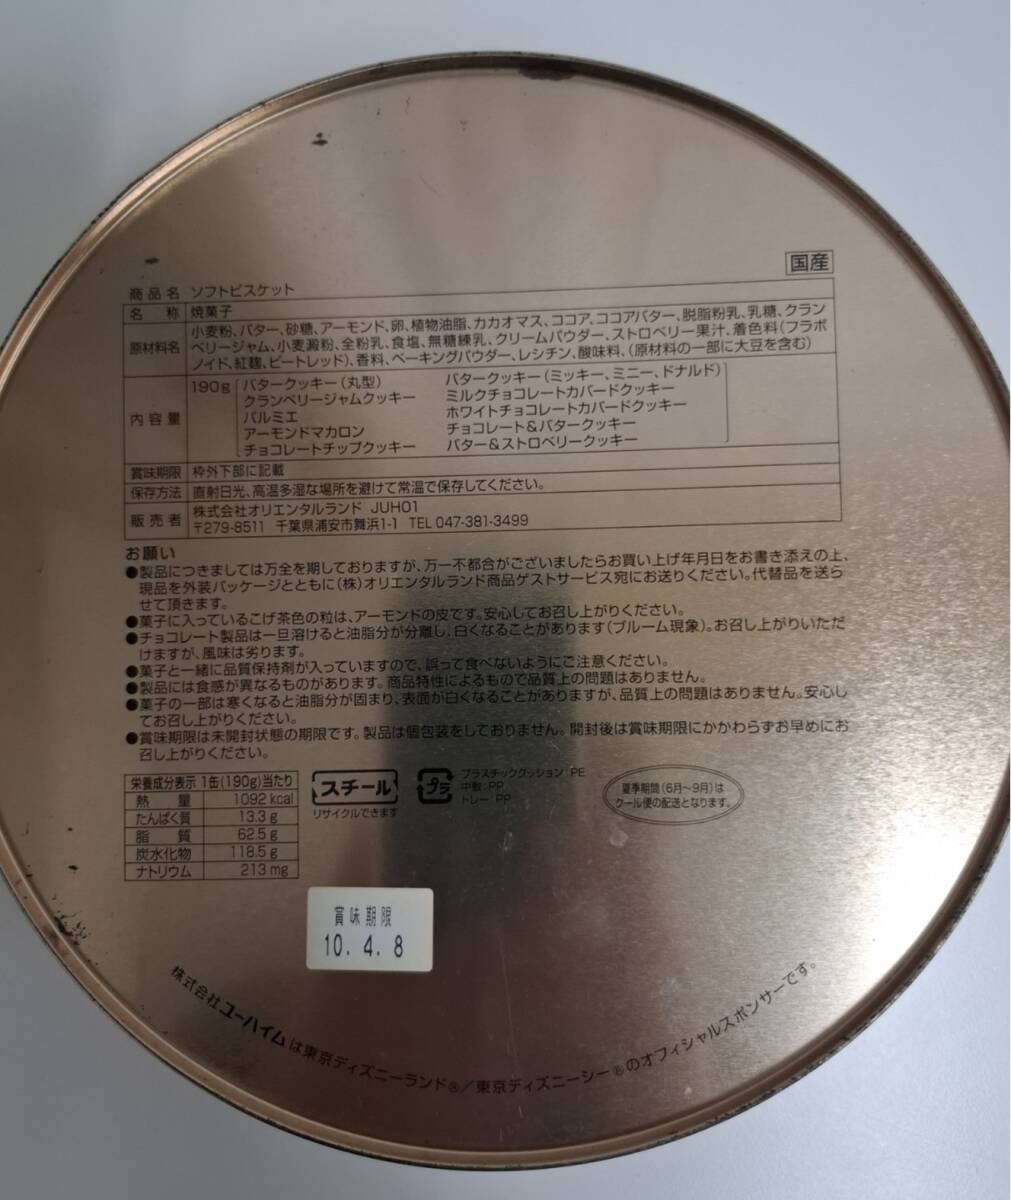 国産
商品名 ソフトビスケット
名称 焼菓子
原材料名 小麦粉、バター、砂糖、アーモンド、卵、植物油脂、カカオマス、ココア、ココアバター、脱脂粉乳、乳糖、クラン
ベリージャム、小麦澱粉、全粉乳、食塩、無糖練乳、クリームパウダー、ストロベリー果汁、着色料(フラボ
ノイド、紅麹、ビートレッド)、香料、ベーキングパウダー、レシチン、酸味料、(原材料の一部に大豆を含む)
内容量 190g バタークッキー(丸型) バタークッキー(ミッキー、ミニー、ドナルド)
クランベリージャムクッキー ミルクチョコレートカバードクッキー
パルミエ ホワイトチョコレートカバードクッキー
アーモンドマカロン チョコレート&バタークッキー
チョコレートチップクッキー バター&ストロベリークッキー
賞味期限 枠外下部に記載
保存方法 直射日光、高温多湿な場所を避けて常温で保存してください。
販売者 株式会社オリエンタルランド JUH01
〒279-8511 千葉県浦安市舞浜1-1 TEL 047-381-3499
お願い
●製品につきましては万全を期しておりますが、万一不都合がございましたらお買い上げ年月日をお書き添えの上、
現品を外装パッケージとともに(株)オリエンタルランド商品ゲストサービス宛にお送りください。代替品を送ら
せて頂きます。
●菓子に入っているこげ茶色の粒は、アーモンドの皮です。安心してお召し上がりください。
●チョコレート製品は一旦溶けると油脂分が分離し、白くなることがあります(ブルーム現象)。お召し上がりいただ
けますが、風味は劣ります。
●菓子と一緒に品質保持剤が入っていますので、誤って食べないようにご注意ください。
●製品には食感が異なるものがあります。商品特性によるもので品質上の問題はありません。
●菓子の一部は寒くなると油脂分が固まり、表面が白くなることがありますが、品質上の問題はありません。安心し
てお召し上がりください。
●賞味期限は未開封状態の期限です。製品は個包装をしておりません。開封後は賞味期限にかかわらずお早めにお
召し上がりください。
栄養成分表示 1缶(190g)当たり
熱量 1092 kcal
たんぱく質 13.3 g
脂質 62.5 g
炭水化物 118.5 g
ナトリウム 213 mg
スチール
リサイクルできます
プラ
プラスチッククッション:PE
中敷:PP
トレー:PP
夏季期間(6月〜9月)は
クール便の配送となります。
賞味期限
10. 4. 8
株式会社ユーハイムは東京ディズニーランド®/東京ディズニーシー®のオフィシャルスポンサーです。